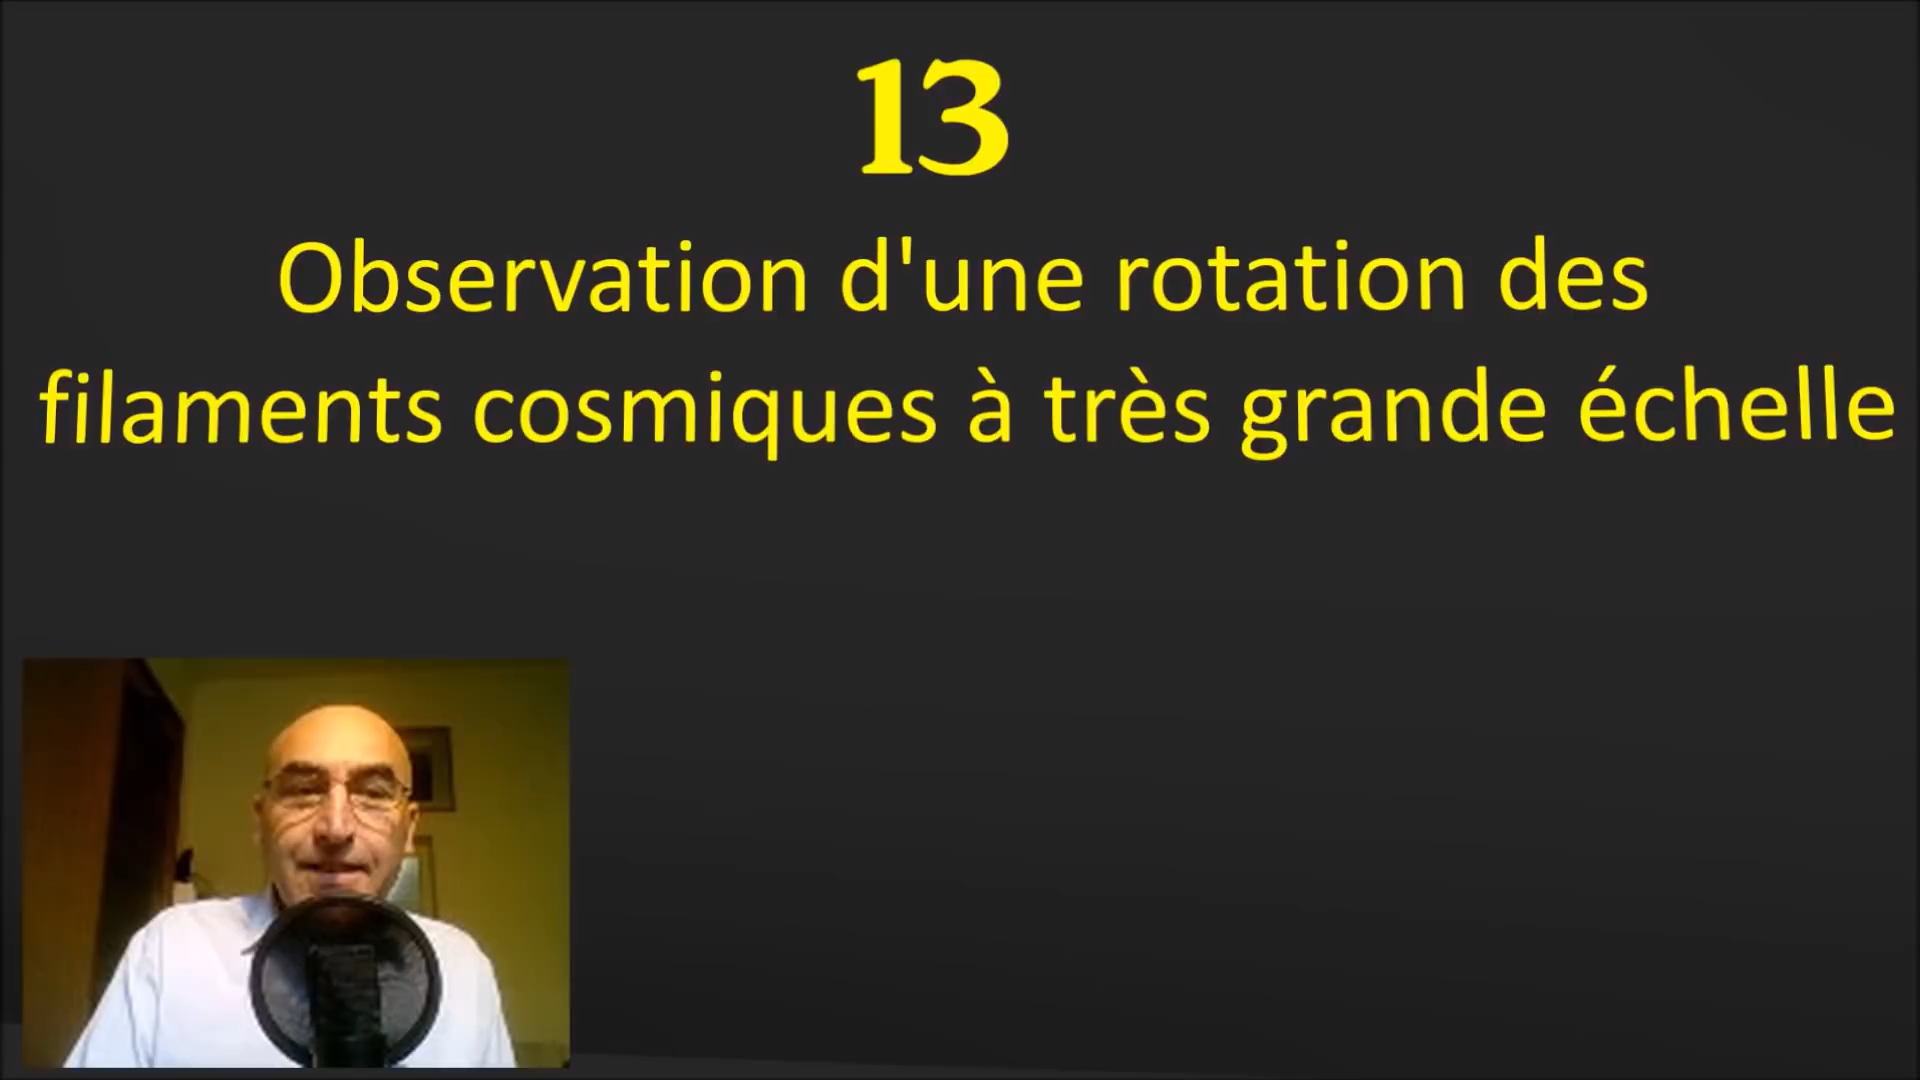 13
Observation d'une rotation des
filaments cosmiques à très grande échelle